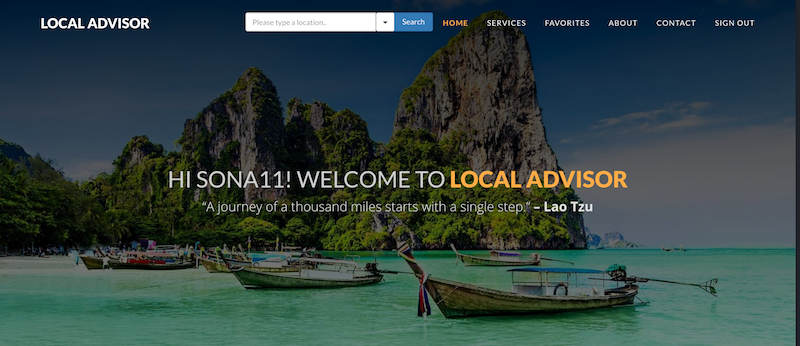 LOCAL ADVISOR
Please type a location..
Search
HOME
SERVICES
FAVORITES
ABOUT
CONTACT
SIGN OUT
HI SONA11! WELCOME TO LOCAL ADVISOR
“A journey of a thousand miles starts with a single step.” – Lao Tzu